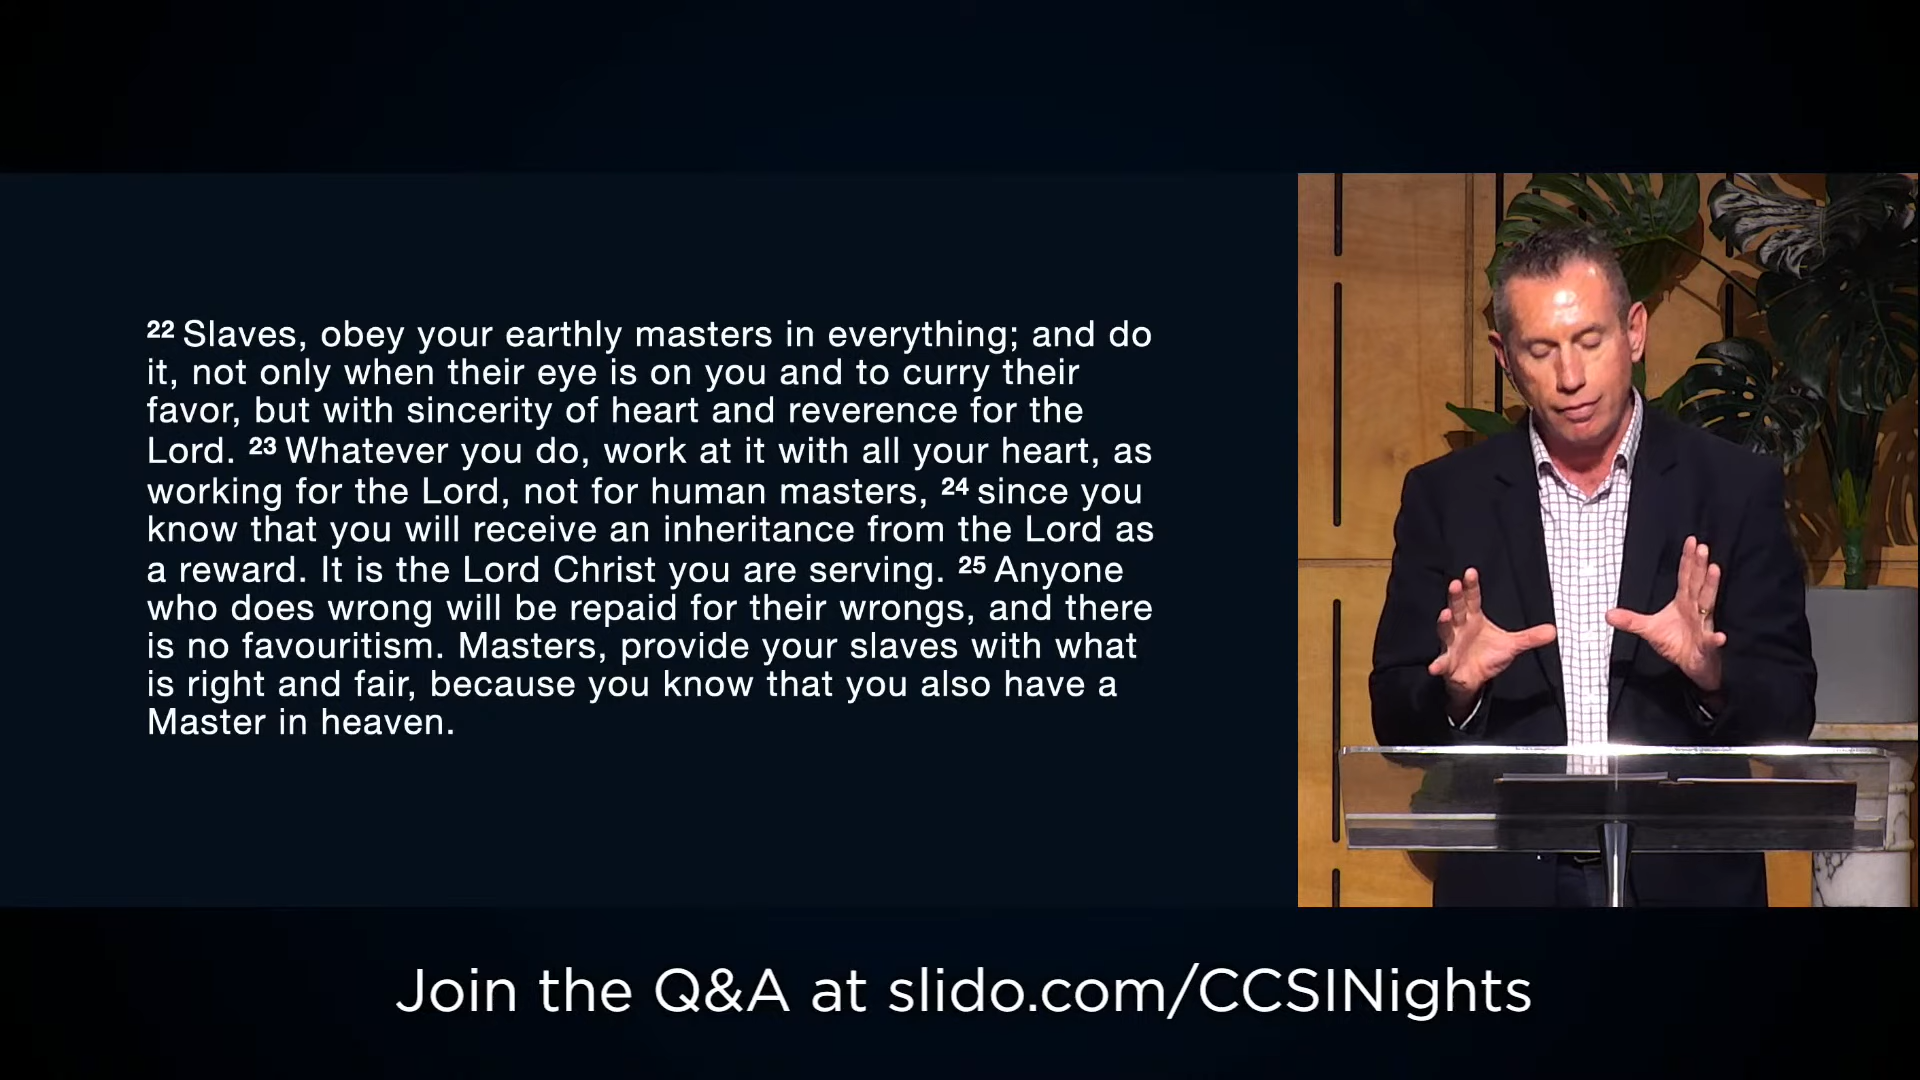 22 Slaves, obey your earthly masters in everything; and do
it, not only when their eye is on you and to curry their
favor, but with sincerity of heart and reverence for the
Lord. 23 Whatever you do, work at it with all your heart, as
working for the Lord, not for human masters, 24 since you
know that you will receive an inheritance from the Lord as
a reward. It is the Lord Christ you are serving. 25 Anyone
who does wrong will be repaid for their wrongs, and there
is no favouritism. Masters, provide your slaves with what
is right and fair, because you know that you also have a
Master in heaven.
Join the Q&A at slido.com/CCSINights